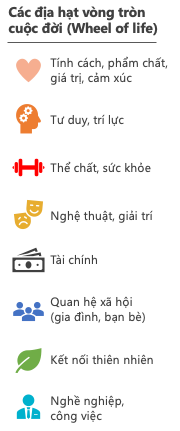 Các địa hạt vòng tròn
cuộc đời (Wheel of life)
Tính cách, phẩm chất,
giá trị, cảm xúc
Tư duy, trí lực
Thể chất, sức khỏe
Nghệ thuật, giải trí
Tài chính
Quan hệ xã hội
(gia đình, bạn bè)
Kết nối thiên nhiên
Nghề nghiệp,
công việc